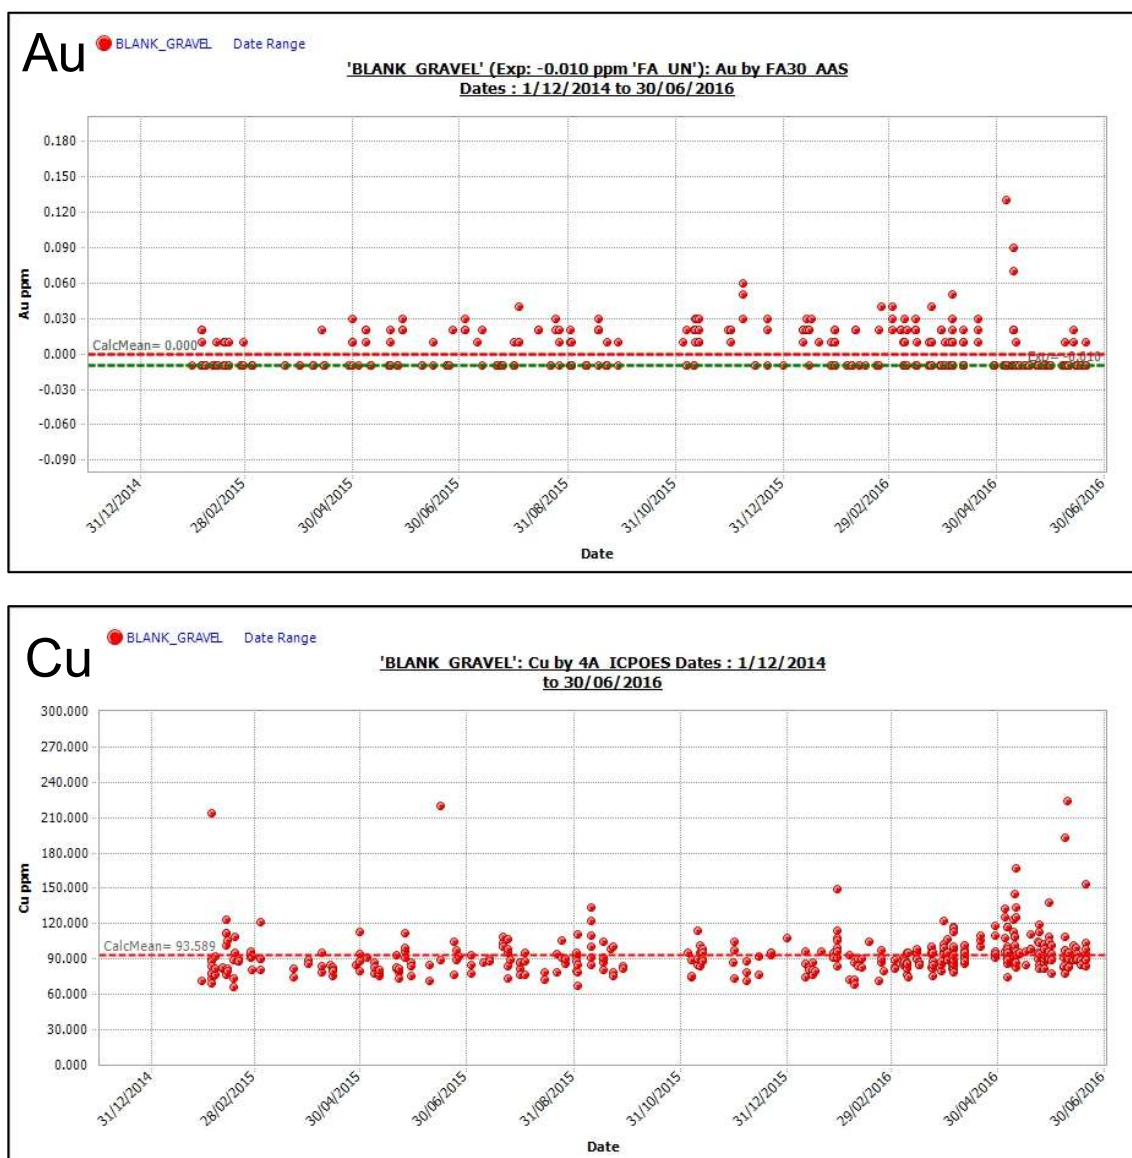 Au
BLANK_GRAVEL Date Range
'BLANK_GRAVEL' (Exp: -0.010 ppm 'FA_UN'): Au by FA30_AAS
Dates : 1/12/2014 to 30/06/2016
0.180
0.150
0.120
0.090
0.060
0.030
0.000
-0.030
-0.060
-0.090
Au ppm
CalcMean= 0.000
Exp= -0.010
31/12/2014
28/02/2015
30/04/2015
30/06/2015
31/08/2015
31/10/2015
31/12/2015
29/02/2016
30/04/2016
30/06/2016
Date
Cu
BLANK_GRAVEL Date Range
'BLANK_GRAVEL': Cu by 4A_ICPOES Dates : 1/12/2014
to 30/06/2016
300.000
270.000
240.000
210.000
180.000
150.000
120.000
90.000
60.000
30.000
0.000
Cu ppm
CalcMean= 93.589
31/12/2014
28/02/2015
30/04/2015
30/06/2015
31/08/2015
31/10/2015
31/12/2015
29/02/2016
30/04/2016
30/06/2016
Date